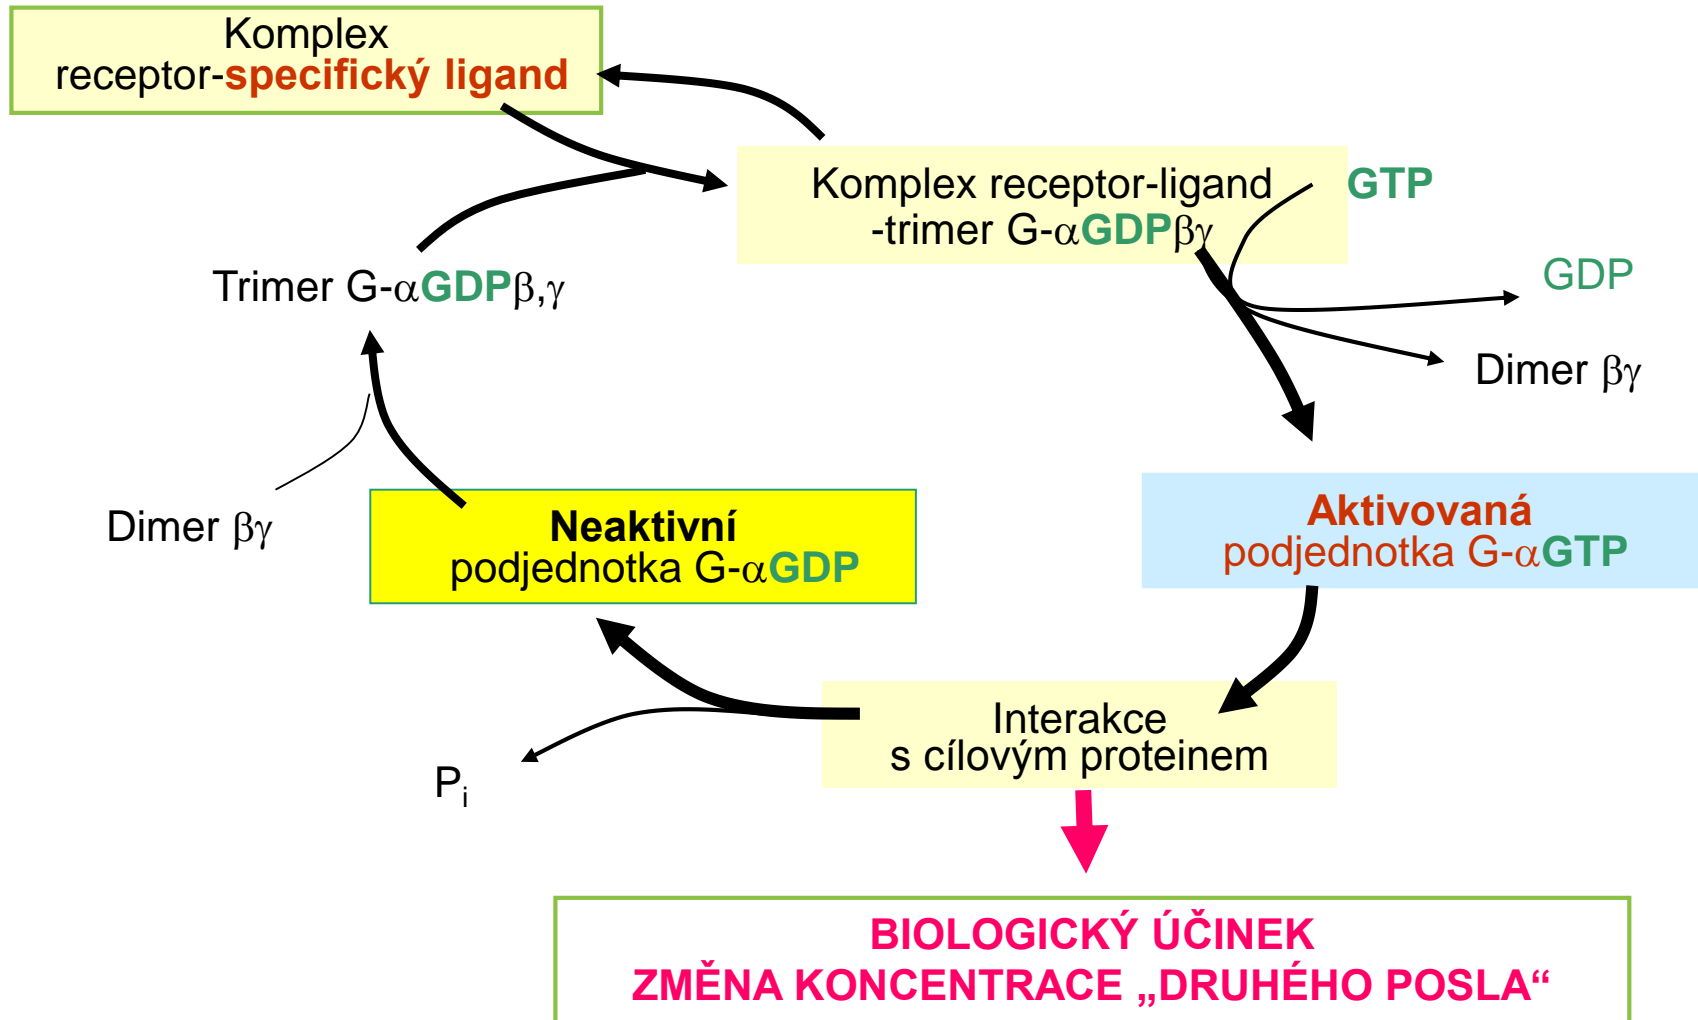 Komplex
receptor-specifický ligand
Komplex receptor-ligand
-trimer G-αGDPβγ
GTP
GDP
Trimer G-αGDPβ,γ
Dimer βγ
Dimer βγ
Neaktivní
podjednotka G-αGDP
Aktivovaná
podjednotka G-αGTP
Interakce
s cílovým proteinem
Pi
BIOLOGICKÝ ÚČINEK
ZMĚNA KONCENTRACE „DRUHÉHO POSLA“